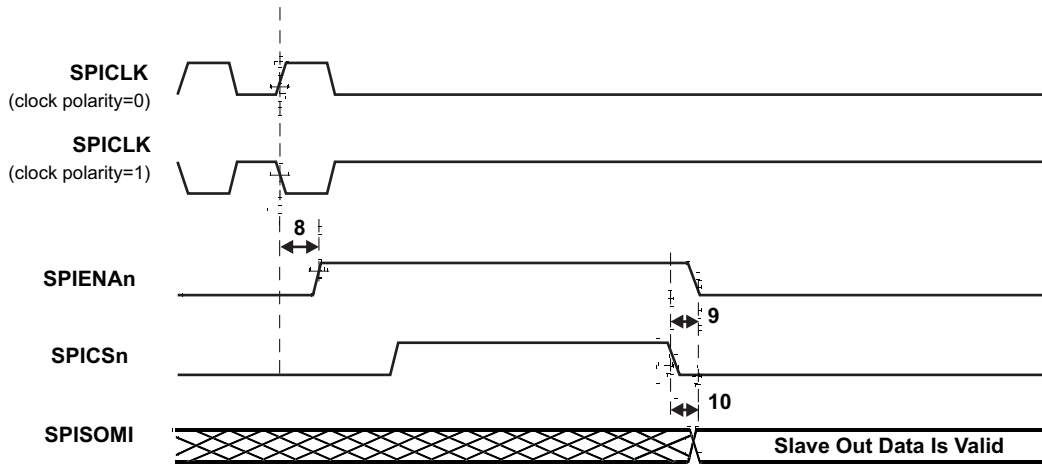 SPICLK
(clock polarity=0)
SPICLK
(clock polarity=1)
8
SPIENAn
9
SPICSn
10
SPISOMI
Slave Out Data Is Valid